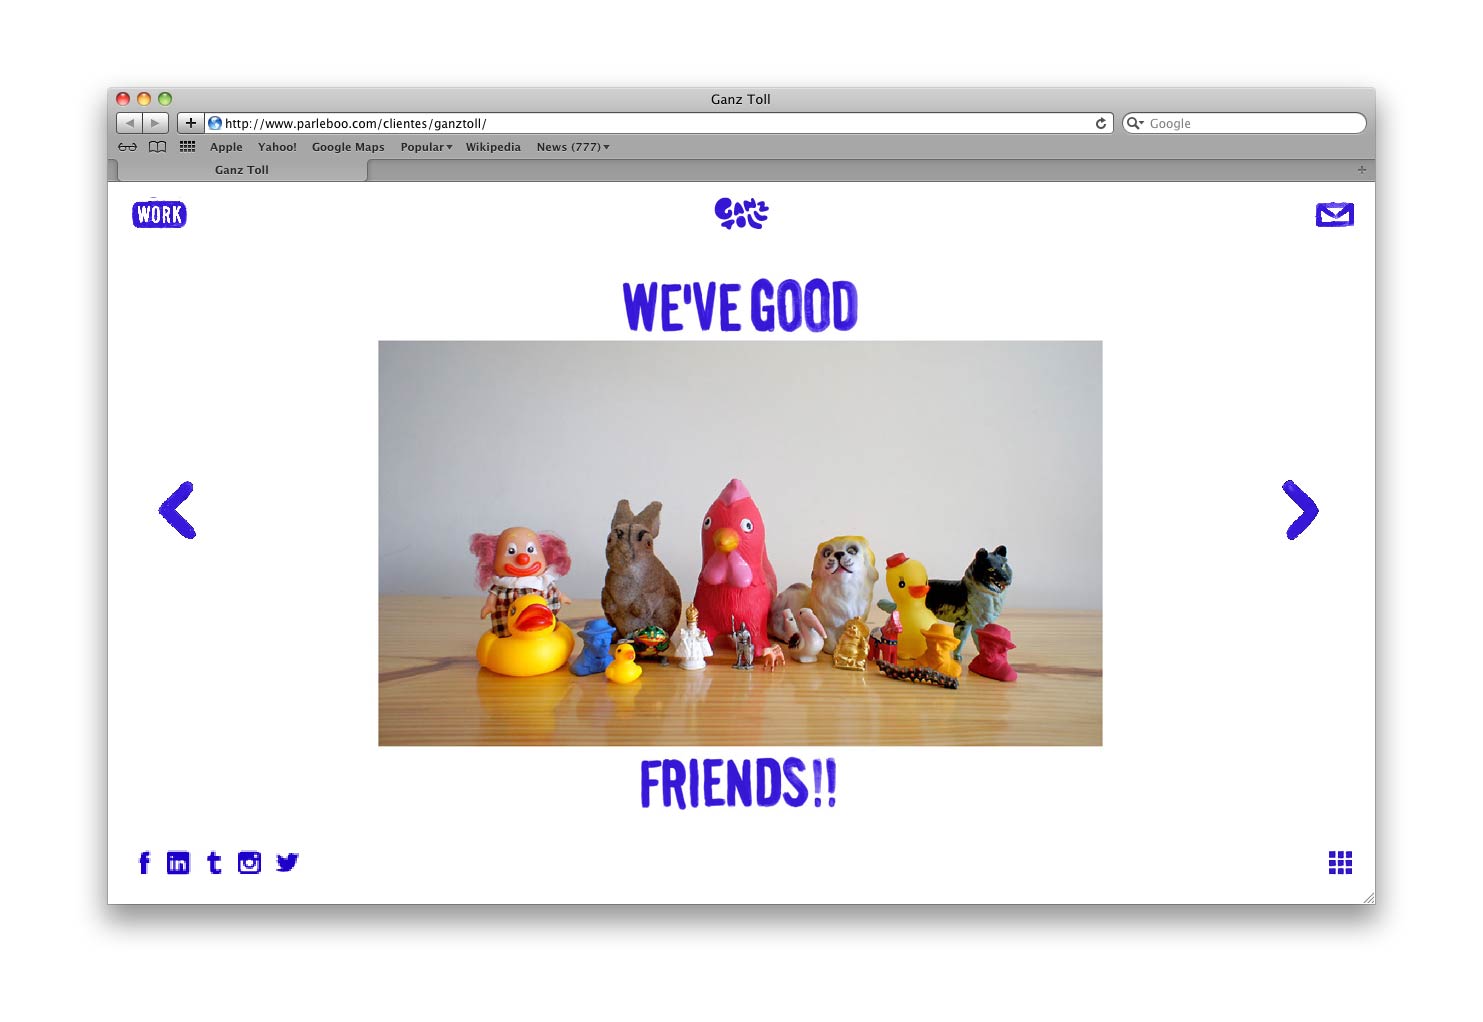 Ganz Toll
http://www.parleboo.com/clientes/ganztoll/
Google
Apple Yahoo! Google Maps Popular Wikipedia News (777)
Ganz Toll
WORK
GANZ
TOLL
WE'VE GOOD
FRIENDS!!
f in t